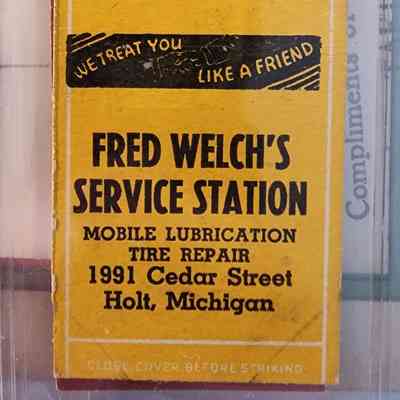 WE TREAT YOU
LIKE A FRIEND
FRED WELCH'S
SERVICE STATION
MOBILE LUBRICATION
TIRE REPAIR
1991 Cedar Street
Holt, Michigan
CLOSE COVER BEFORE STRIKING
Compliments of